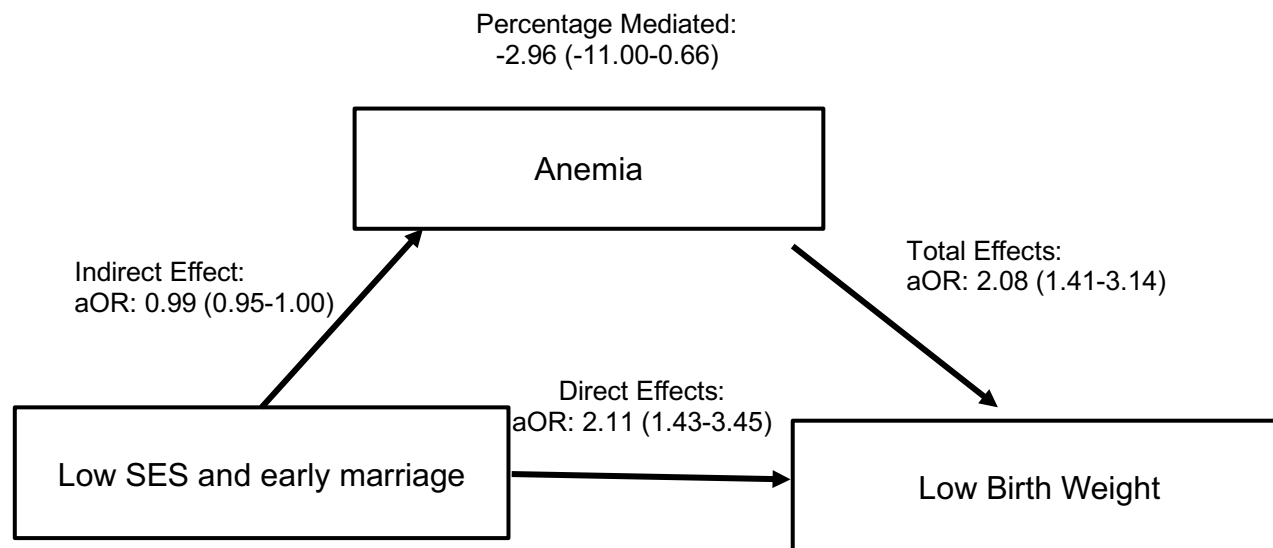 Percentage Mediated:
-2.96 (-11.00-0.66)
Anemia
Indirect Effect:
aOR: 0.99 (0.95-1.00)
Total Effects:
aOR: 2.08 (1.41-3.14)
Direct Effects:
aOR: 2.11 (1.43-3.45)
Low SES and early marriage
Low Birth Weight